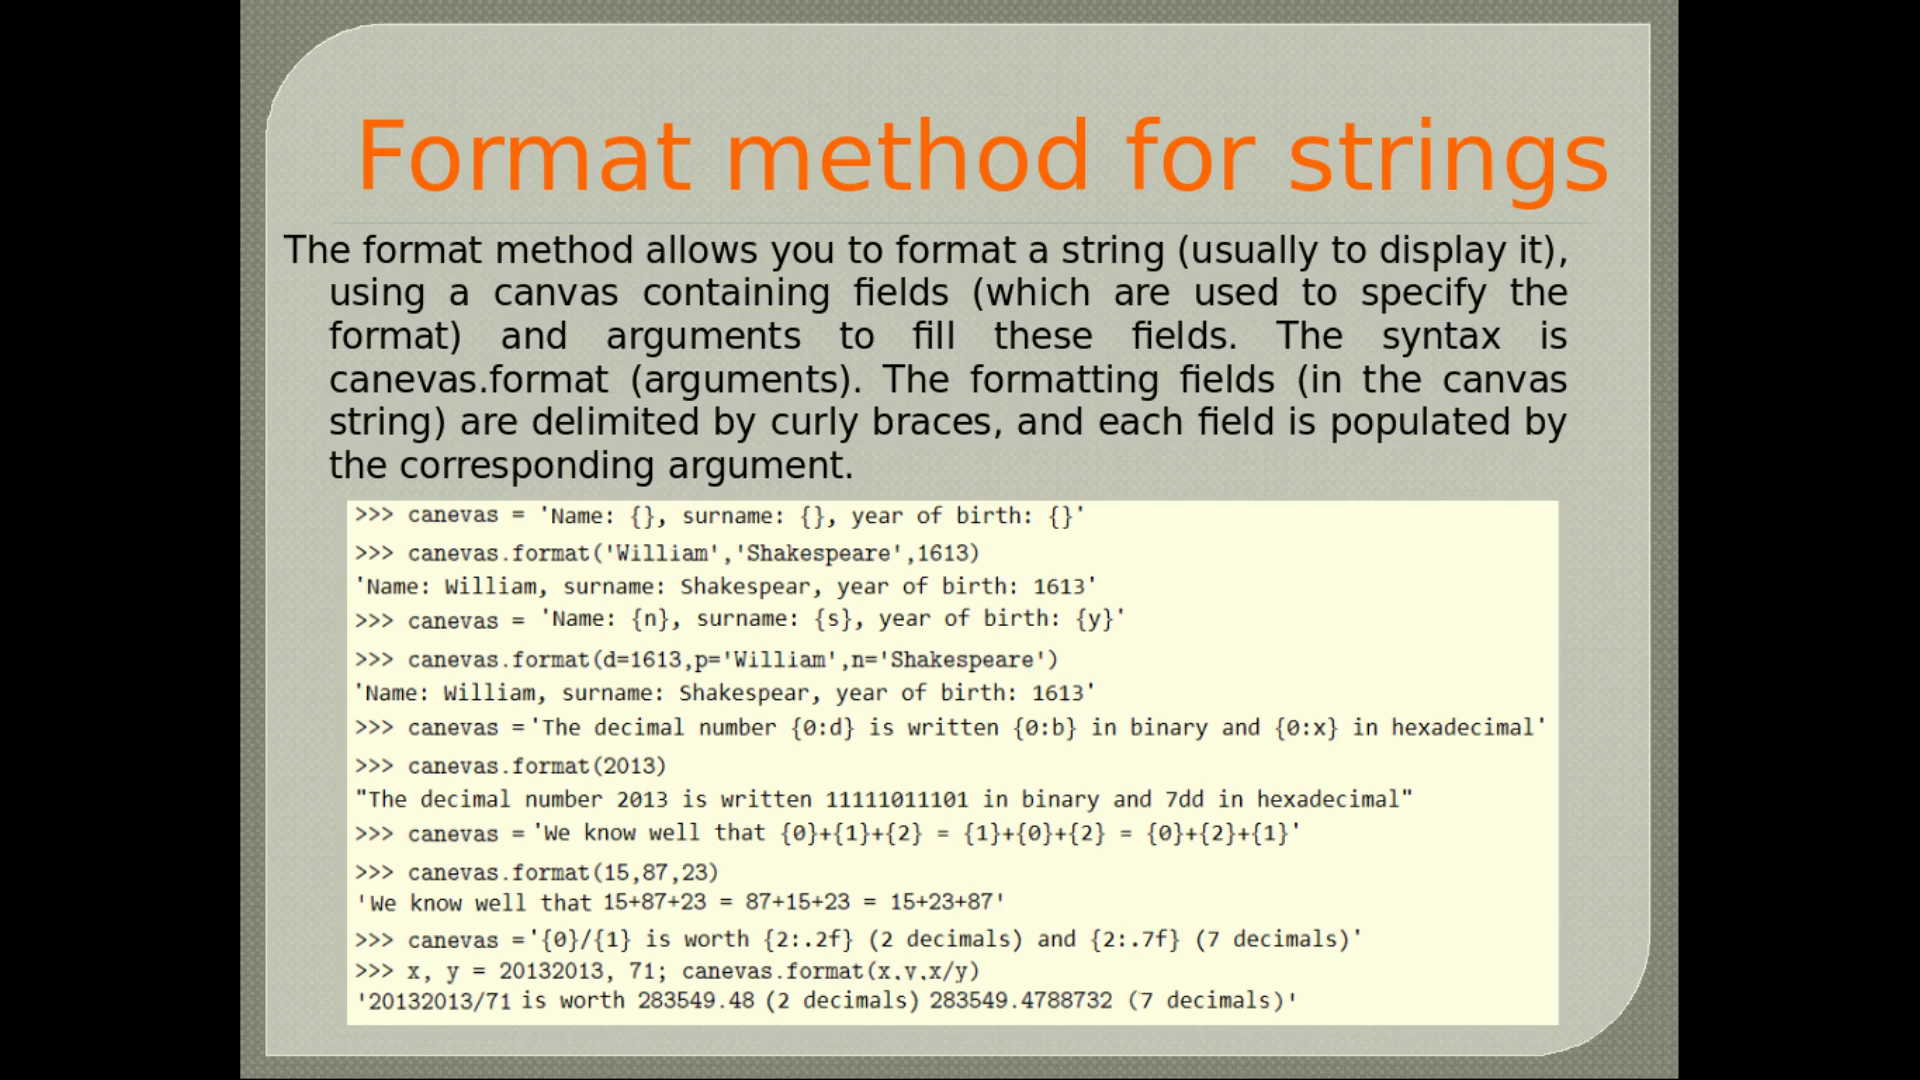 Format method for strings
The format method allows you to format a string (usually to display it),
using a canvas containing fields (which are used to specify the
format) and arguments to fill these fields. The syntax is
canevas.format (arguments). The formatting fields (in the canvas
string) are delimited by curly braces, and each field is populated by
the corresponding argument.
>>> canevas = 'Name: {}, surname: {}, year of birth: {}'
>>> canevas.format('William','Shakespeare',1613)
'Name: William, surname: Shakespear, year of birth: 1613'
>>> canevas = 'Name: {n}, surname: {s}, year of birth: {y}'
>>> canevas.format(d=1613,p='William',n='Shakespeare')
'Name: William, surname: Shakespear, year of birth: 1613'
>>> canevas ='The decimal number {0:d} is written {0:b} in binary and {0:x} in hexadecimal'
>>> canevas.format(2013)
"The decimal number 2013 is written 11111011101 in binary and 7dd in hexadecimal"
>>> canevas ='We know well that {0}+{1}+{2} = {1}+{0}+{2} = {0}+{2}+{1}'
>>> canevas.format(15,87,23)
'We know well that 15+87+23 = 87+15+23 = 15+23+87'
>>> canevas ='{0}/{1} is worth {2:.2f} (2 decimals) and {2:.7f} (7 decimals)'
>>> x, y = 20132013, 71; canevas.format(x,y,x/y)
'20132013/71 is worth 283549.48 (2 decimals) 283549.4788732 (7 decimals)'